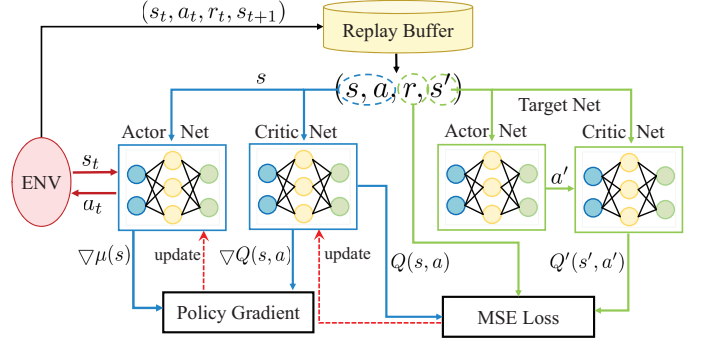 (s_t, a_t, r_t, s_{t+1})
Replay Buffer
s
(s, a, r, s')
Target Net
Actor Net
Critic Net
Actor Net
Critic Net
s_t
ENV
a_t
a'
▽μ(s)
update
▽Q(s, a)
update
Q(s, a)
Q'(s', a')
Policy Gradient
MSE Loss